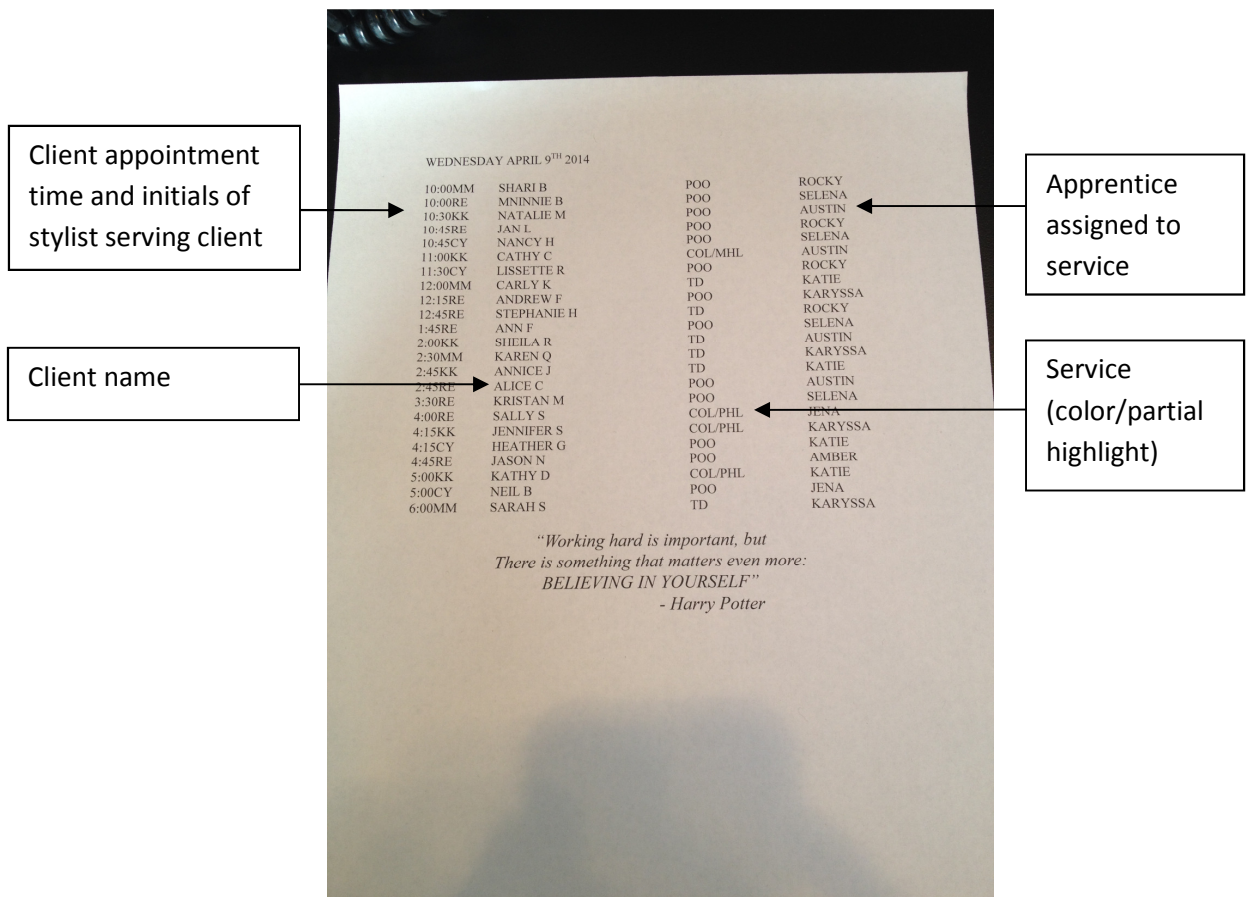 Client appointment
time and initials of
stylist serving client
Client name
WEDNESDAY APRIL 9TH 2014
10:00MM SHARI B POO ROCKY
10:00RE MNINNIE B POO SELENA
10:30KK NATALIE M POO AUSTIN
10:45RE JAN L POO ROCKY
10:45CY NANCY H POO SELENA
11:00KK CATHY C COL/MHL AUSTIN
11:30CY LISSETTE R POO ROCKY
12:00MM CARLY K TD KATIE
12:15RE ANDREW F POO KARYSSA
12:45RE STEPHANIE H TD ROCKY
1:45RE ANN F POO SELENA
2:00KK SHEILA R TD AUSTIN
2:30MM KAREN Q TD KARYSSA
2:45KK ANNICE J TD KATIE
2:45RE ALICE C POO AUSTIN
3:30RE KRISTAN M POO SELENA
4:00RE SALLY S COL/PHL JENA
4:15KK JENNIFER S COL/PHL KARYSSA
4:15CY HEATHER G POO KATIE
4:45RE JASON N POO AMBER
5:00KK KATHY D COL/PHL KATIE
5:00CY NEIL B POO JENA
6:00MM SARAH S TD KARYSSA
“Working hard is important, but
There is something that matters even more:
BELIEVING IN YOURSELF”
- Harry Potter
Apprentice
assigned to
service
Service
(color/partial
highlight)